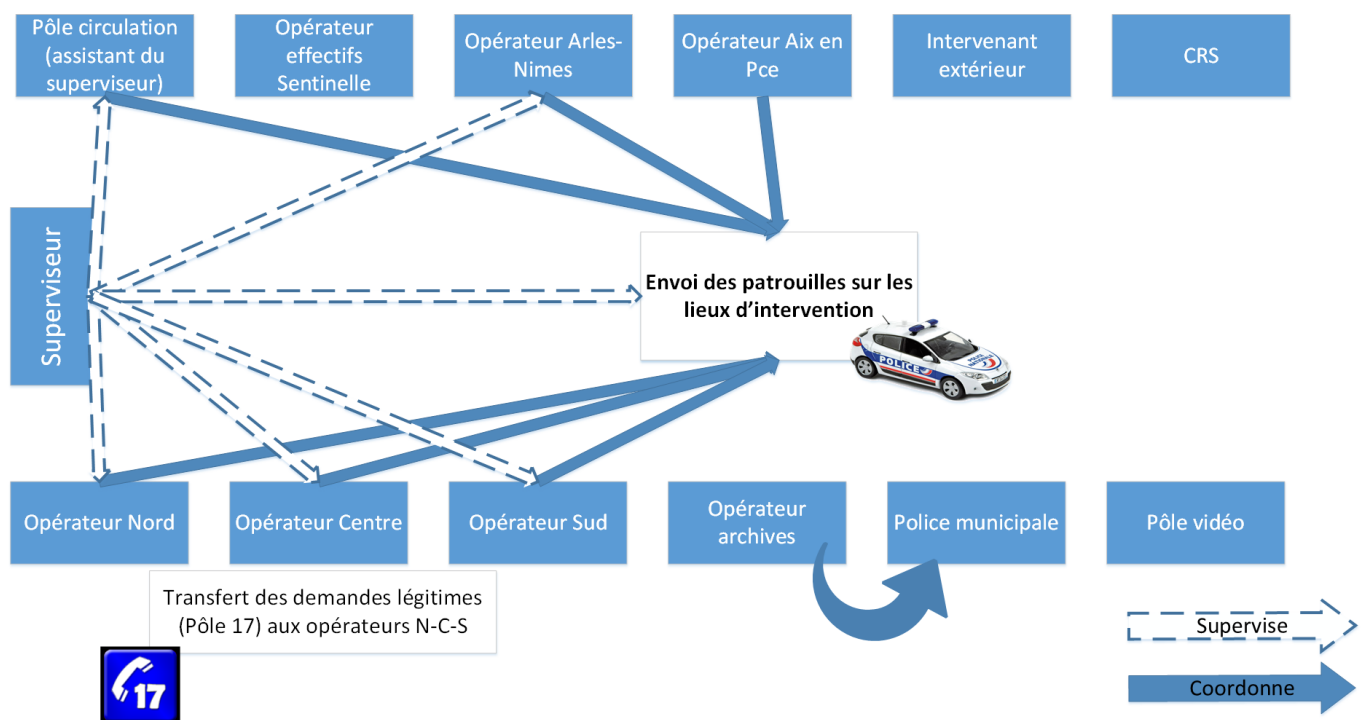 Pôle circulation
(assistant du
superviseur)
Opérateur
effectifs
Sentinelle
Opérateur Arles-
Nimes
Opérateur Aix en
Pce
Intervenant
extérieur
CRS
Superviseur
Envoi des patrouilles sur les
lieux d’intervention
POLICE
POLICE
NATIONALE
Opérateur Nord
Opérateur Centre
Opérateur Sud
Opérateur
archives
Police municipale
Pôle vidéo
Transfert des demandes légitimes
(Pôle 17) aux opérateurs N-C-S
17
Supervise
Coordonne